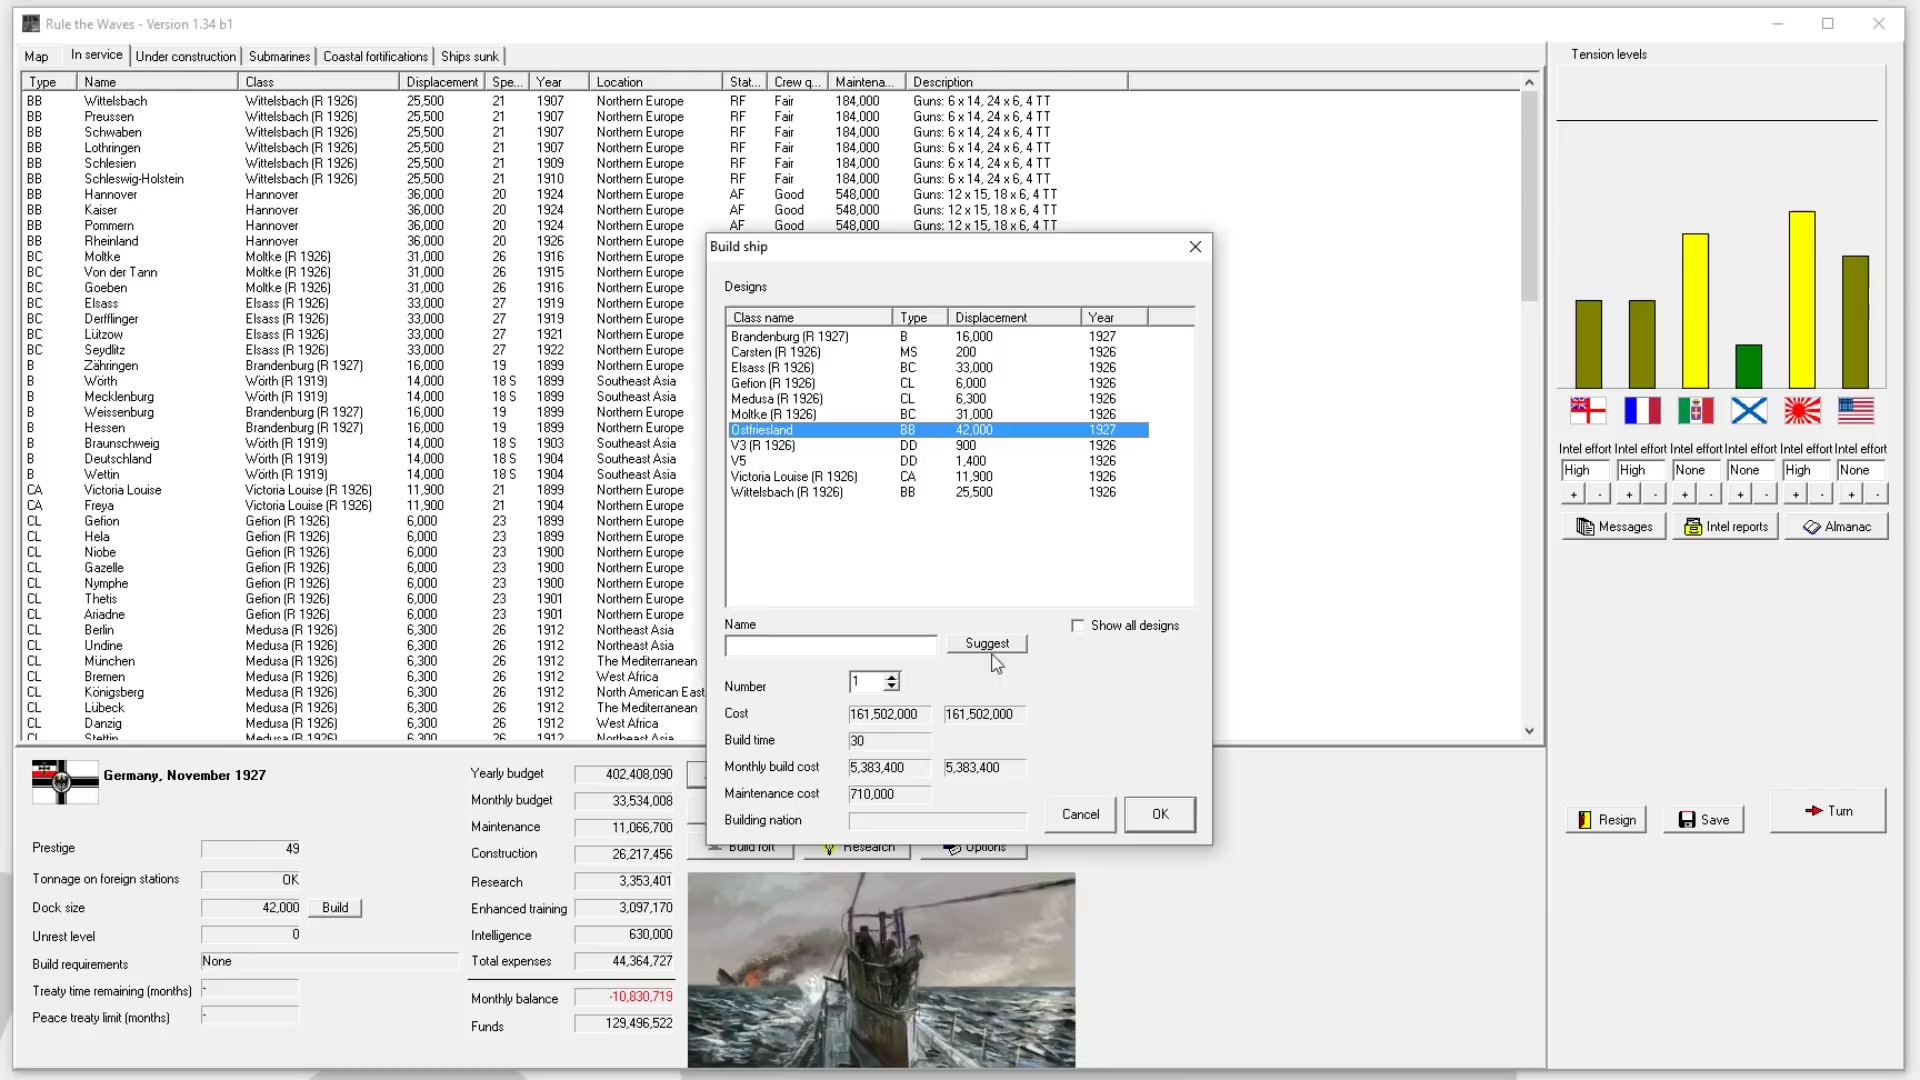 Rule the Waves - Version 1.34 b1
Map In service Under construction Submarines Coastal fortifications Ships sunk
Type Name Class Displacement Spe... Year Location Stat... Crew q... Maintena... Description
BB Wittelsbach Wittelsbach (R 1926) 25,500 21 1907 Northern Europe RF Fair 184,000 Guns: 6 x 14, 24 x 6, 4 TT
BB Preussen Wittelsbach (R 1926) 25,500 21 1907 Northern Europe RF Fair 184,000 Guns: 6 x 14, 24 x 6, 4 TT
BB Schwaben Wittelsbach (R 1926) 25,500 21 1907 Northern Europe RF Fair 184,000 Guns: 6 x 14, 24 x 6, 4 TT
BB Lothringen Wittelsbach (R 1926) 25,500 21 1907 Northern Europe RF Fair 184,000 Guns: 6 x 14, 24 x 6, 4 TT
BB Schlesien Wittelsbach (R 1926) 25,500 21 1909 Northern Europe RF Fair 184,000 Guns: 6 x 14, 24 x 6, 4 TT
BB Schleswig-Holstein Wittelsbach (R 1926) 25,500 21 1910 Northern Europe RF Fair 184,000 Guns: 6 x 14, 24 x 6, 4 TT
BB Hannover Hannover 36,000 20 1924 Northern Europe AF Good 548,000 Guns: 12 x 15, 18 x 6, 4 TT
BB Kaiser Hannover 36,000 20 1924 Northern Europe AF Good 548,000 Guns: 12 x 15, 18 x 6, 4 TT
BB Pommern Hannover 36,000 20 1924 Northern Europe AF Good 548,000 Guns: 12 x 15, 18 x 6, 4 TT
BB Rheinland Hannover 36,000 20 1926 Northern Europe
BC Moltke Moltke (R 1926) 31,000 26 1916 Northern Europe
BC Von der Tann Moltke (R 1926) 31,000 26 1915 Northern Europe
BC Goeben Moltke (R 1926) 31,000 26 1916 Northern Europe
BC Elsass Elsass (R 1926) 33,000 27 1919 Northern Europe
BC Derfflinger Elsass (R 1926) 33,000 27 1919 Northern Europe
BC Lützow Elsass (R 1926) 33,000 27 1921 Northern Europe
BC Seydlitz Elsass (R 1926) 33,000 27 1922 Northern Europe
B Zähringen Brandenburg (R 1927) 16,000 19 1899 Northern Europe
B Wörth Wörth (R 1919) 14,000 18 S 1899 Southeast Asia
B Mecklenburg Wörth (R 1919) 14,000 18 S 1899 Southeast Asia
B Weissenburg Brandenburg (R 1927) 16,000 19 1899 Northern Europe
B Hessen Brandenburg (R 1927) 16,000 19 1899 Northern Europe
B Braunschweig Wörth (R 1919) 14,000 18 S 1903 Southeast Asia
B Deutschland Wörth (R 1919) 14,000 18 S 1904 Southeast Asia
B Wettin Wörth (R 1919) 14,000 18 S 1904 Southeast Asia
CA Victoria Louise Victoria Louise (R 1926) 11,900 21 1899 Northern Europe
CA Freya Victoria Louise (R 1926) 11,900 21 1904 Northern Europe
CL Gefion Gefion (R 1926) 6,000 23 1899 Northern Europe
CL Hela Gefion (R 1926) 6,000 23 1899 Northern Europe
CL Niobe Gefion (R 1926) 6,000 23 1900 Northern Europe
CL Gazelle Gefion (R 1926) 6,000 23 1900 Northern Europe
CL Nymphe Gefion (R 1926) 6,000 23 1900 Northern Europe
CL Thetis Gefion (R 1926) 6,000 23 1901 Northern Europe
CL Ariadne Gefion (R 1926) 6,000 23 1901 Northern Europe
CL Berlin Medusa (R 1926) 6,300 26 1912 Northeast Asia
CL Undine Medusa (R 1926) 6,300 26 1912 Northeast Asia
CL München Medusa (R 1926) 6,300 26 1912 The Mediterranean
CL Bremen Medusa (R 1926) 6,300 26 1912 West Africa
CL Königsberg Medusa (R 1926) 6,300 26 1912 North American East
CL Lübeck Medusa (R 1926) 6,300 26 1912 The Mediterranean
CL Danzig Medusa (R 1926) 6,300 26 1912 West Africa
CL Stettin Medusa (R 1926) 6,300 26 1912 Northeast Asia
Build ship
Designs
Class name Type Displacement Year
Brandenburg (R 1927) B 16,000 1927
Carsten (R 1926) MS 200 1926
Elsass (R 1926) BC 33,000 1926
Gefion (R 1926) CL 6,000 1926
Medusa (R 1926) CL 6,300 1926
Moltke (R 1926) BC 31,000 1926
Ostfriesland BB 42,000 1927
V3 (R 1926) DD 900 1926
V5 DD 1,400 1926
Victoria Louise (R 1926) CA 11,900 1926
Wittelsbach (R 1926) BB 25,500 1926
Name
Suggest
Show all designs
Number 1
Cost 161,502,000 161,502,000
Build time 30
Monthly build cost 5,383,400 5,383,400
Maintenance cost 710,000
Building nation
Cancel OK
Tension levels
Intel effort Intel effort Intel effort Intel effort Intel effort Intel effort
High High None None High None
+ - + - + - + - + - + -
Messages Intel reports Almanac
Resign Save Turn
Germany, November 1927
Prestige 49
Tonnage on foreign stations OK
Dock size 42,000 Build
Unrest level 0
Build requirements None
Treaty time remaining (months) -
Peace treaty limit (months) -
Yearly budget 402,408,090
Monthly budget 33,534,008
Maintenance 11,066,700
Construction 26,217,456
Research 3,353,401
Enhanced training 3,097,170
Intelligence 630,000
Total expenses 44,364,727
Monthly balance -10,830,719
Funds 129,496,522
Build fort Research Options